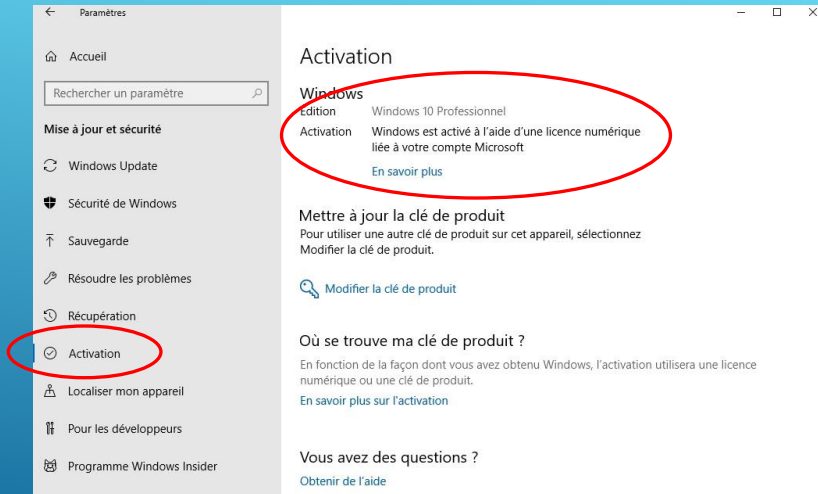 Paramètres
Accueil
Rechercher un paramètre
Mise à jour et sécurité
Windows Update
Sécurité de Windows
Sauvegarde
Résoudre les problèmes
Récupération
Activation
Localiser mon appareil
Pour les développeurs
Programme Windows Insider
Activation
Windows
Edition Windows 10 Professionnel
Activation Windows est activé à l’aide d’une licence numérique
liée à votre compte Microsoft
En savoir plus
Mettre à jour la clé de produit
Pour utiliser une autre clé de produit sur cet appareil, sélectionnez
Modifier la clé de produit.
Modifier la clé de produit
Où se trouve ma clé de produit ?
En fonction de la façon dont vous avez obtenu Windows, l’activation utilisera une licence
numérique ou une clé de produit.
En savoir plus sur l'activation
Vous avez des questions ?
Obtenir de l’aide